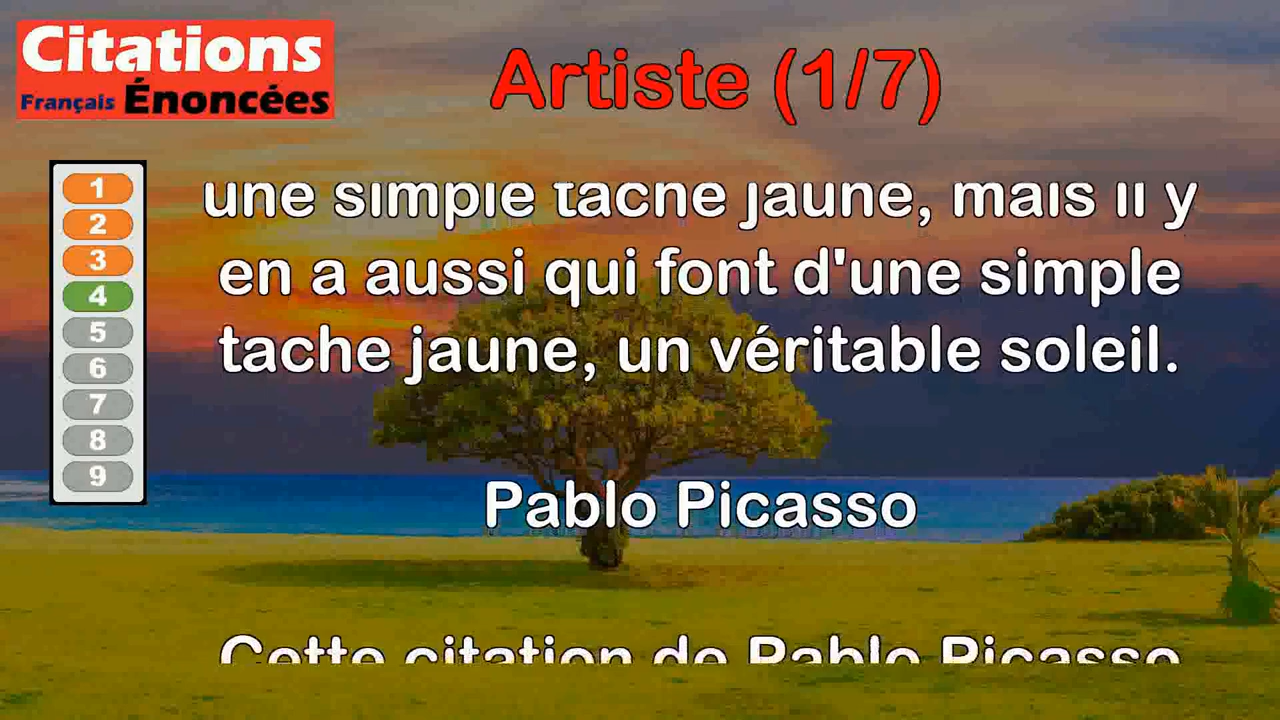 Citations
Français Énoncées
Artiste (1/7)
1
2
3
4
5
6
7
8
9
une simple tache jaune, mais il y
en a aussi qui font d'une simple
tache jaune, un véritable soleil.
Pablo Picasso
Cette citation de Pablo Picasso